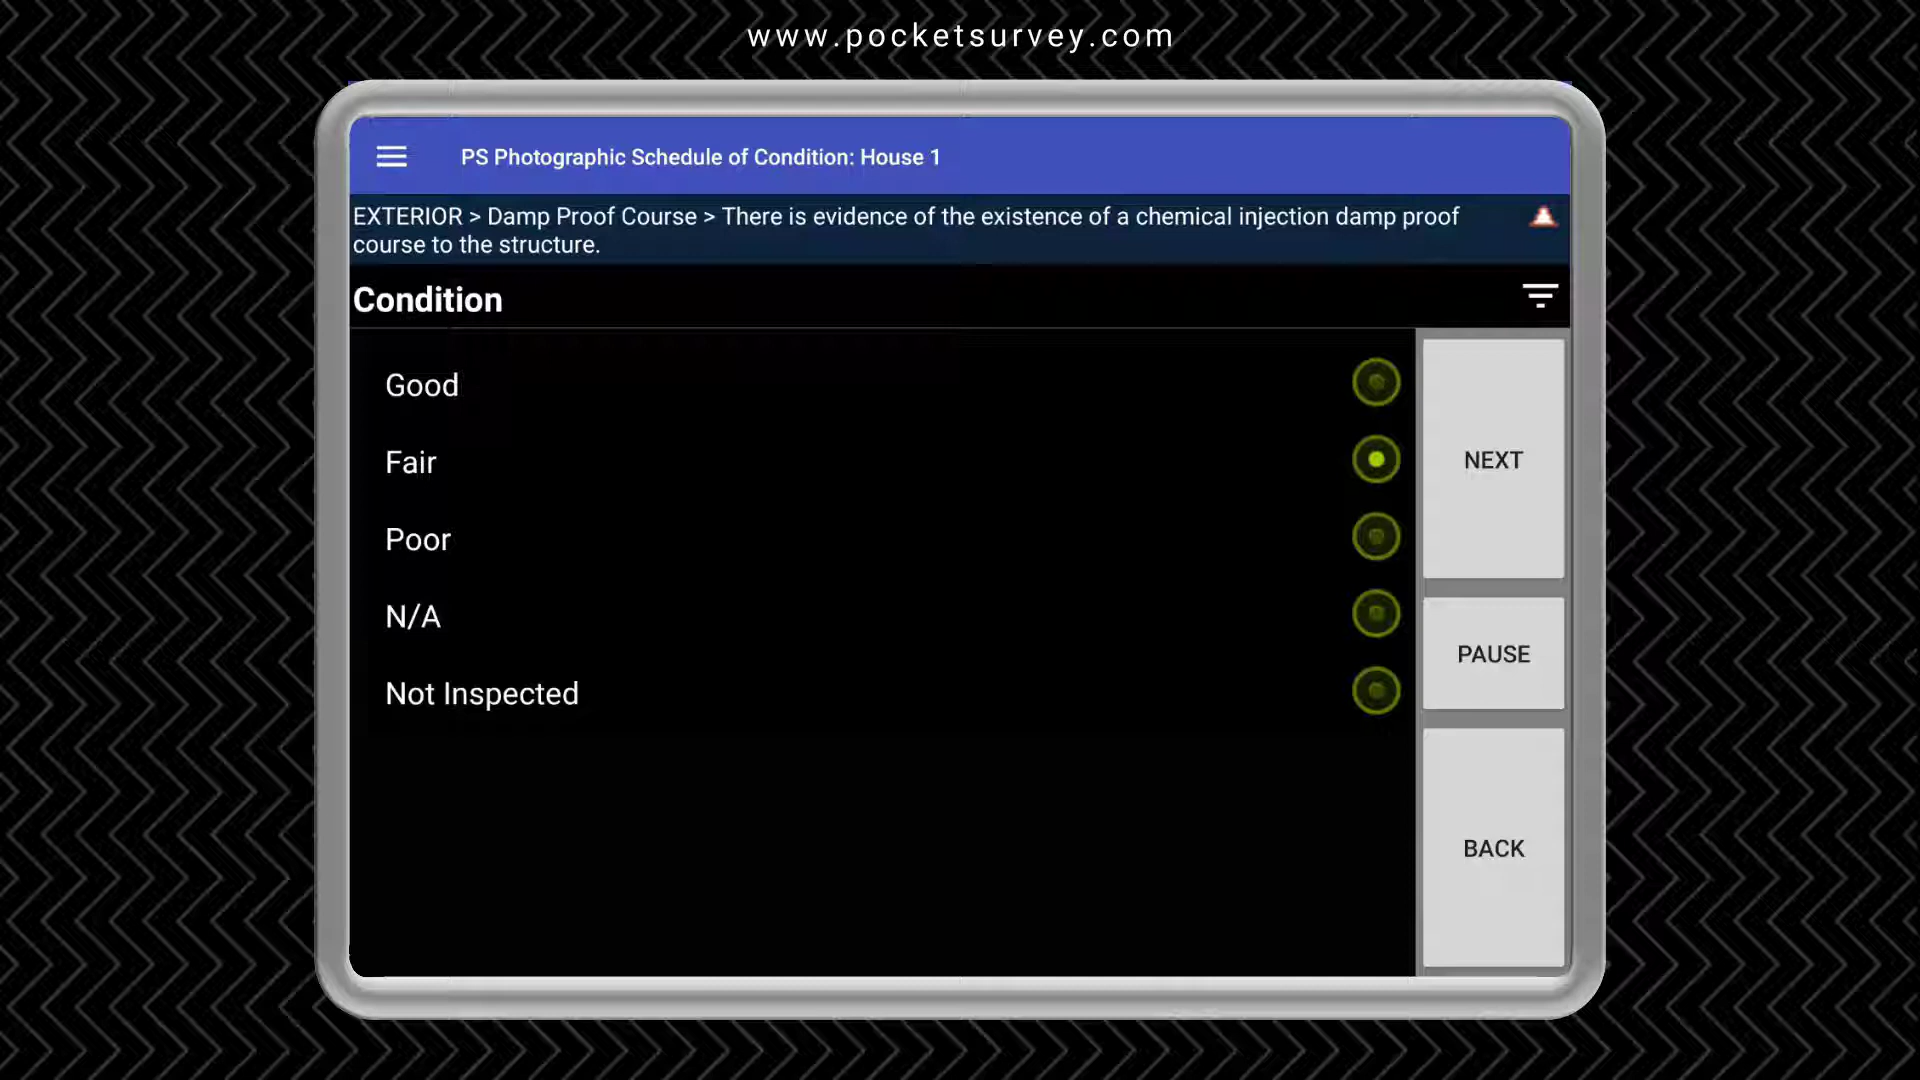 www.pocketsurvey.com
PS Photographic Schedule of Condition: House 1
EXTERIOR > Damp Proof Course > There is evidence of the existence of a chemical injection damp proof
course to the structure.
Condition
Good
Fair
Poor
N/A
Not Inspected
NEXT
PAUSE
BACK